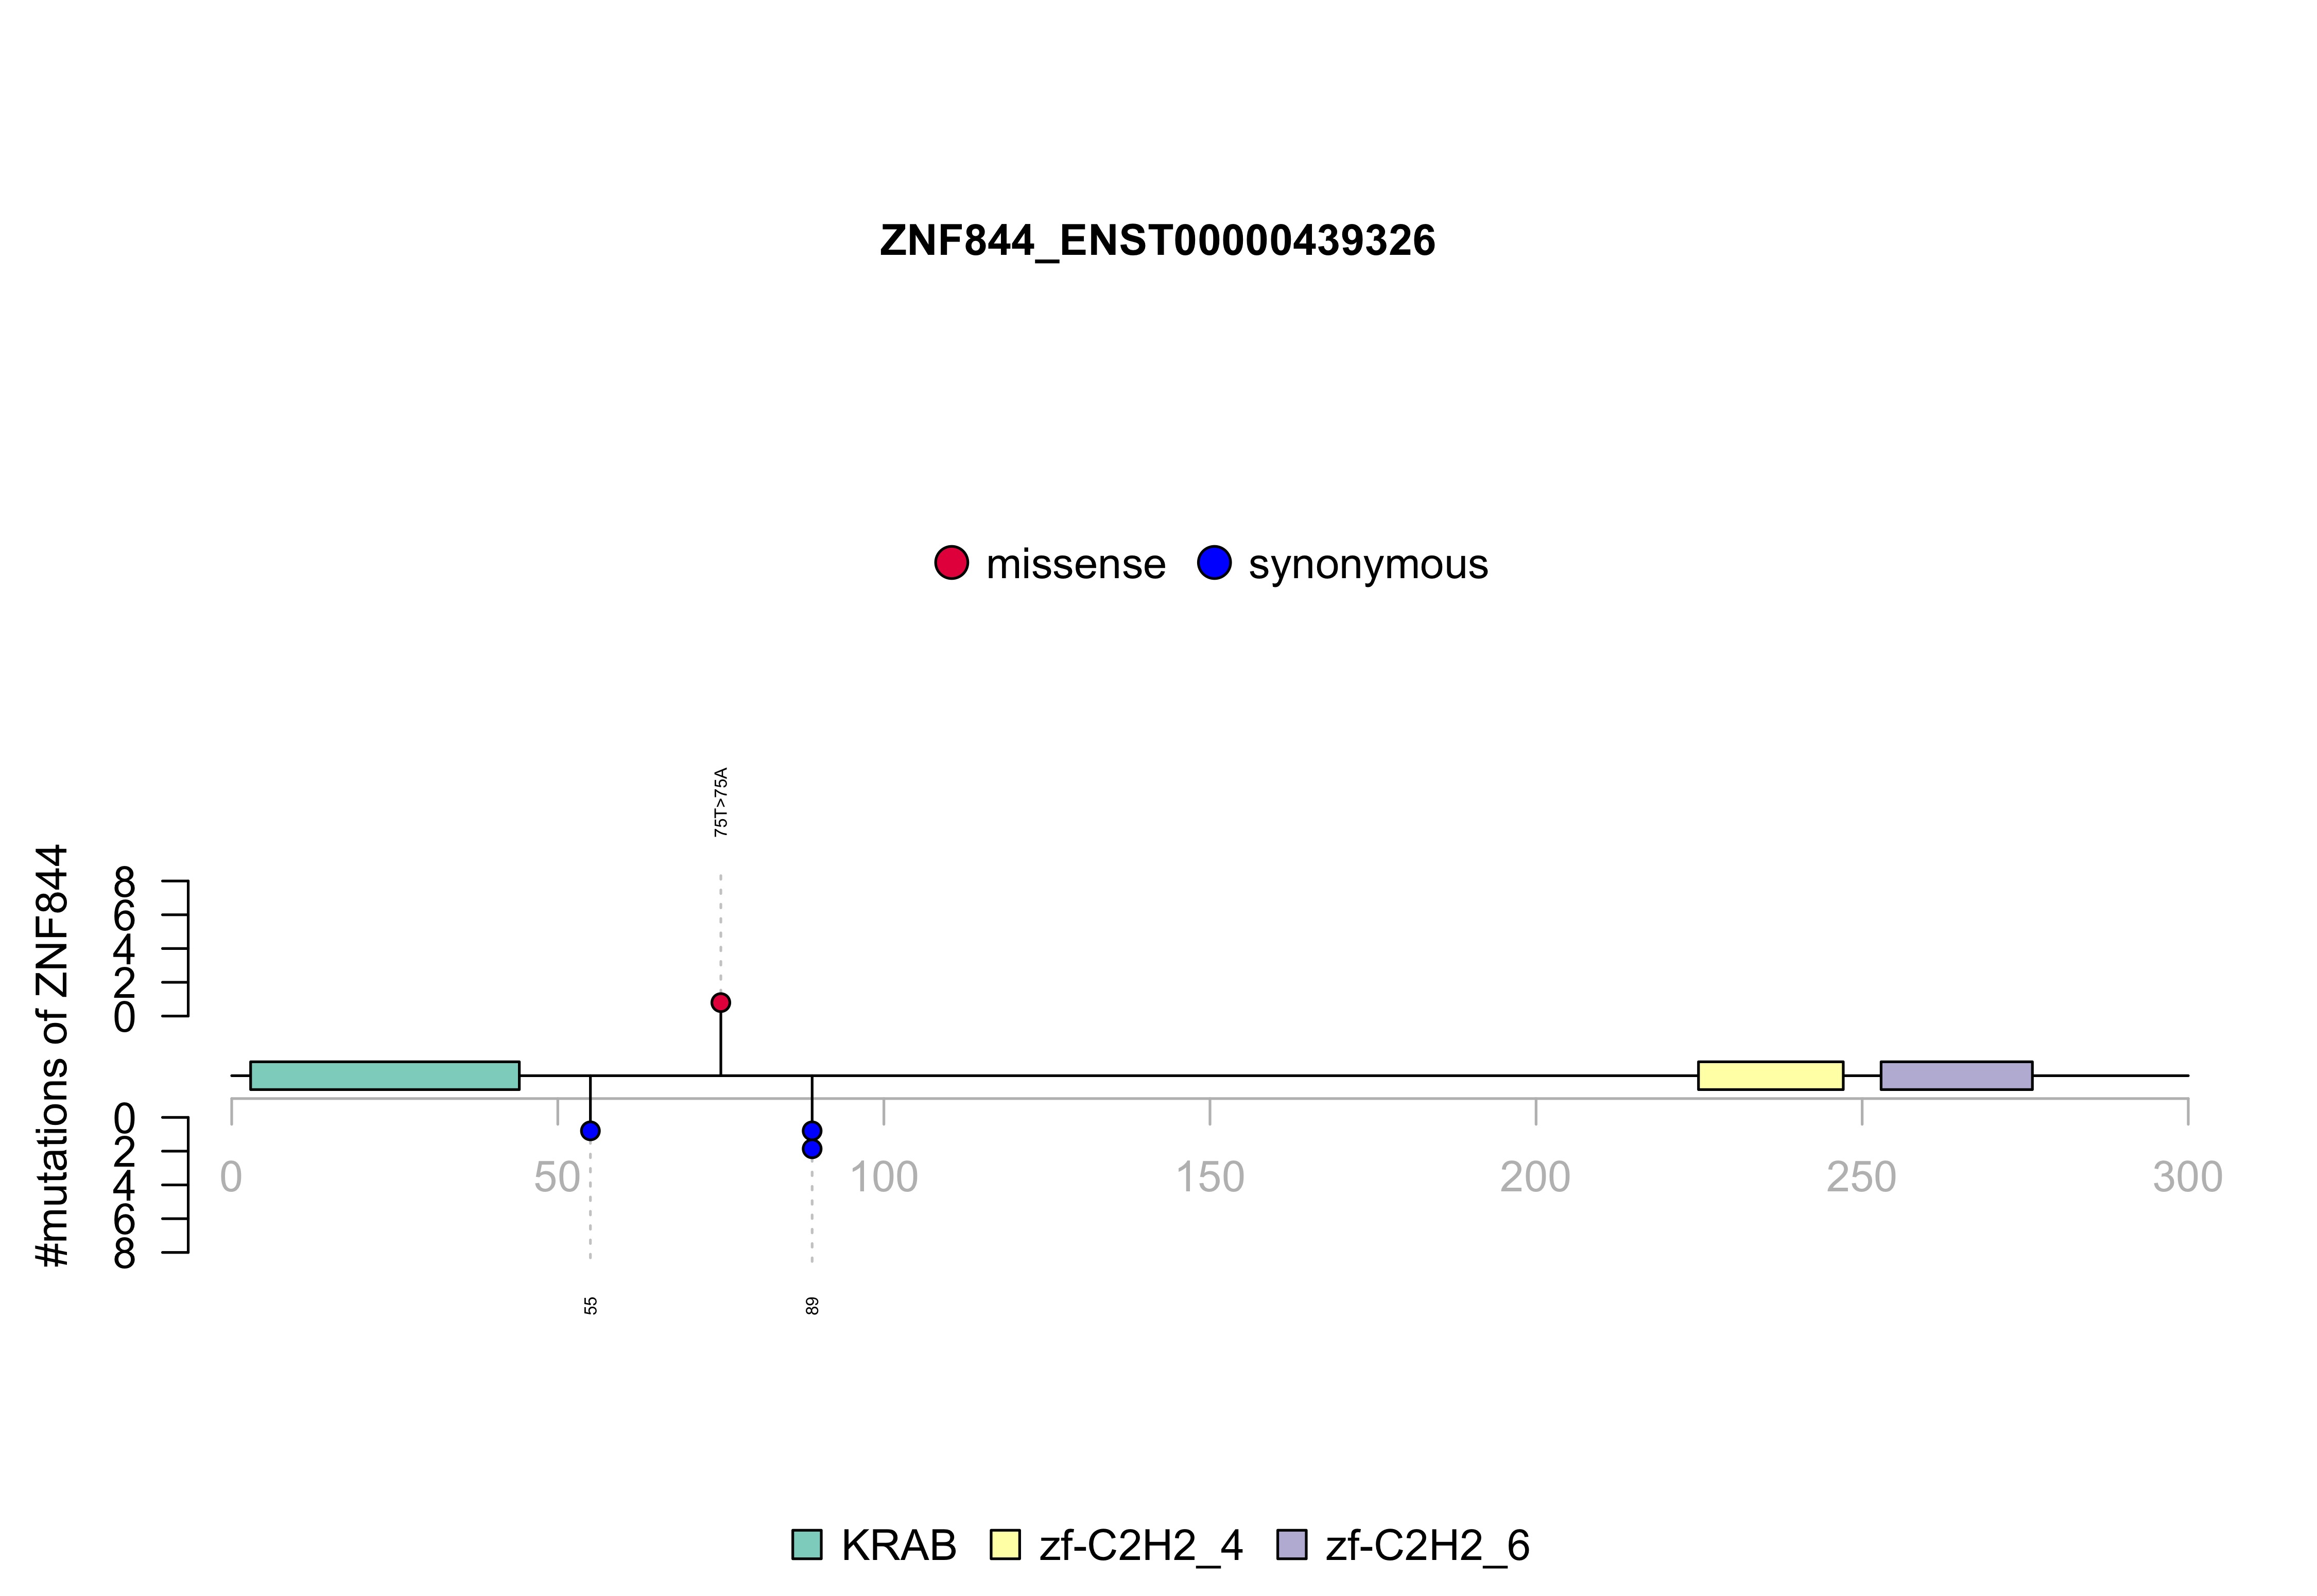 ZNF844_ENST00000439326
missense synonymous
75T>75A
#mutations of ZNF844
8
6
4
2
0
0
2
4
6
8
0 50 100 150 200 250 300
55 89
KRAB zf-C2H2_4 zf-C2H2_6